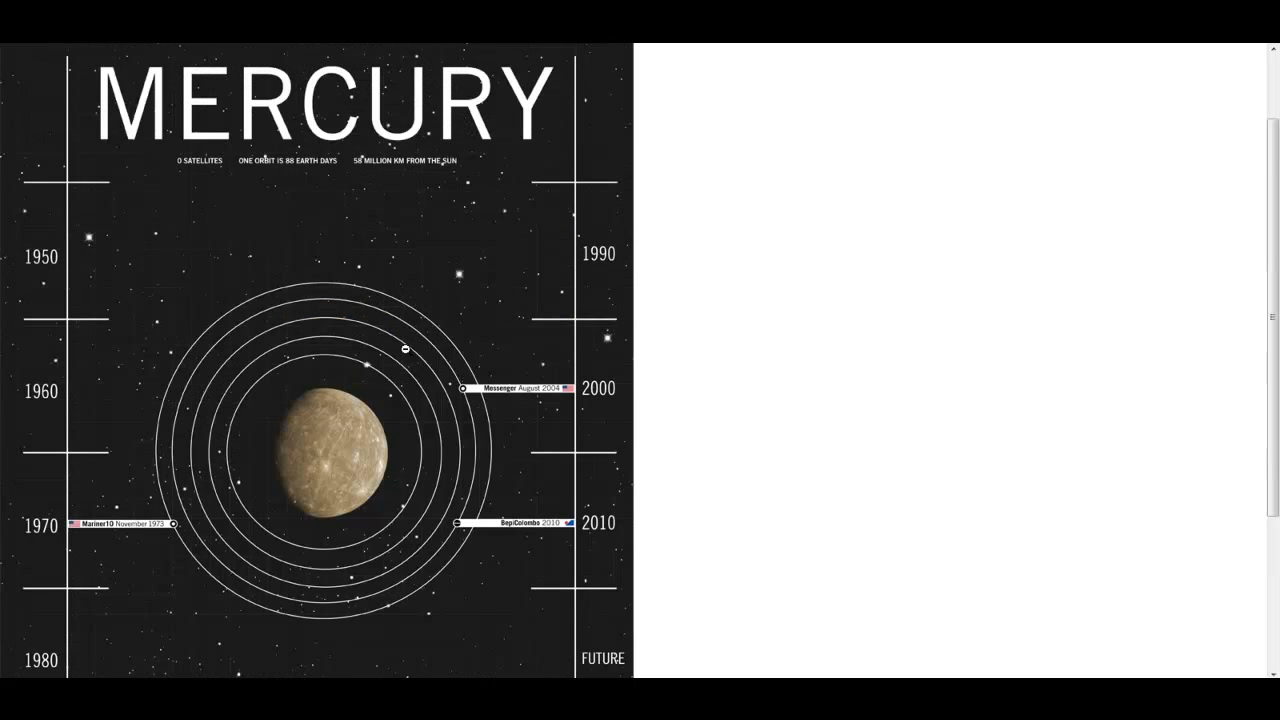 MERCURY
0 SATELLITES ONE ORBIT IS 88 EARTH DAYS 58 MILLION KM FROM THE SUN
1950
1990
1960
Messenger August 2004
2000
1970
Mariner10 November 1973
BepiColombo 2010
2010
1980
FUTURE